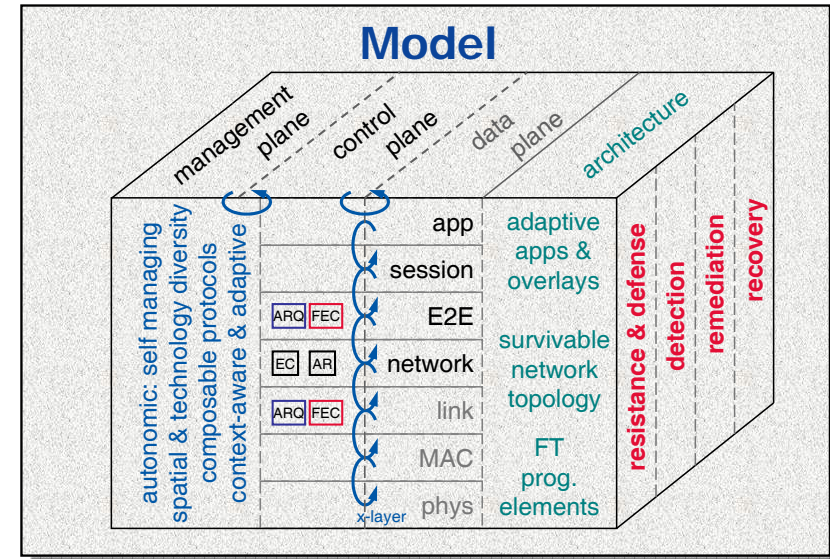 Model
management
plane
control
plane
data
plane
architecture
autonomic: self managing
spatial & technology diversity
composable protocols
context-aware & adaptive
app
session
ARQ FEC E2E
EC AR network
ARQ FEC link
MAC
phys
x-layer
adaptive
apps &
overlays
survivable
network
topology
FT
prog.
elements
resistance & defense
detection
remediation
recovery